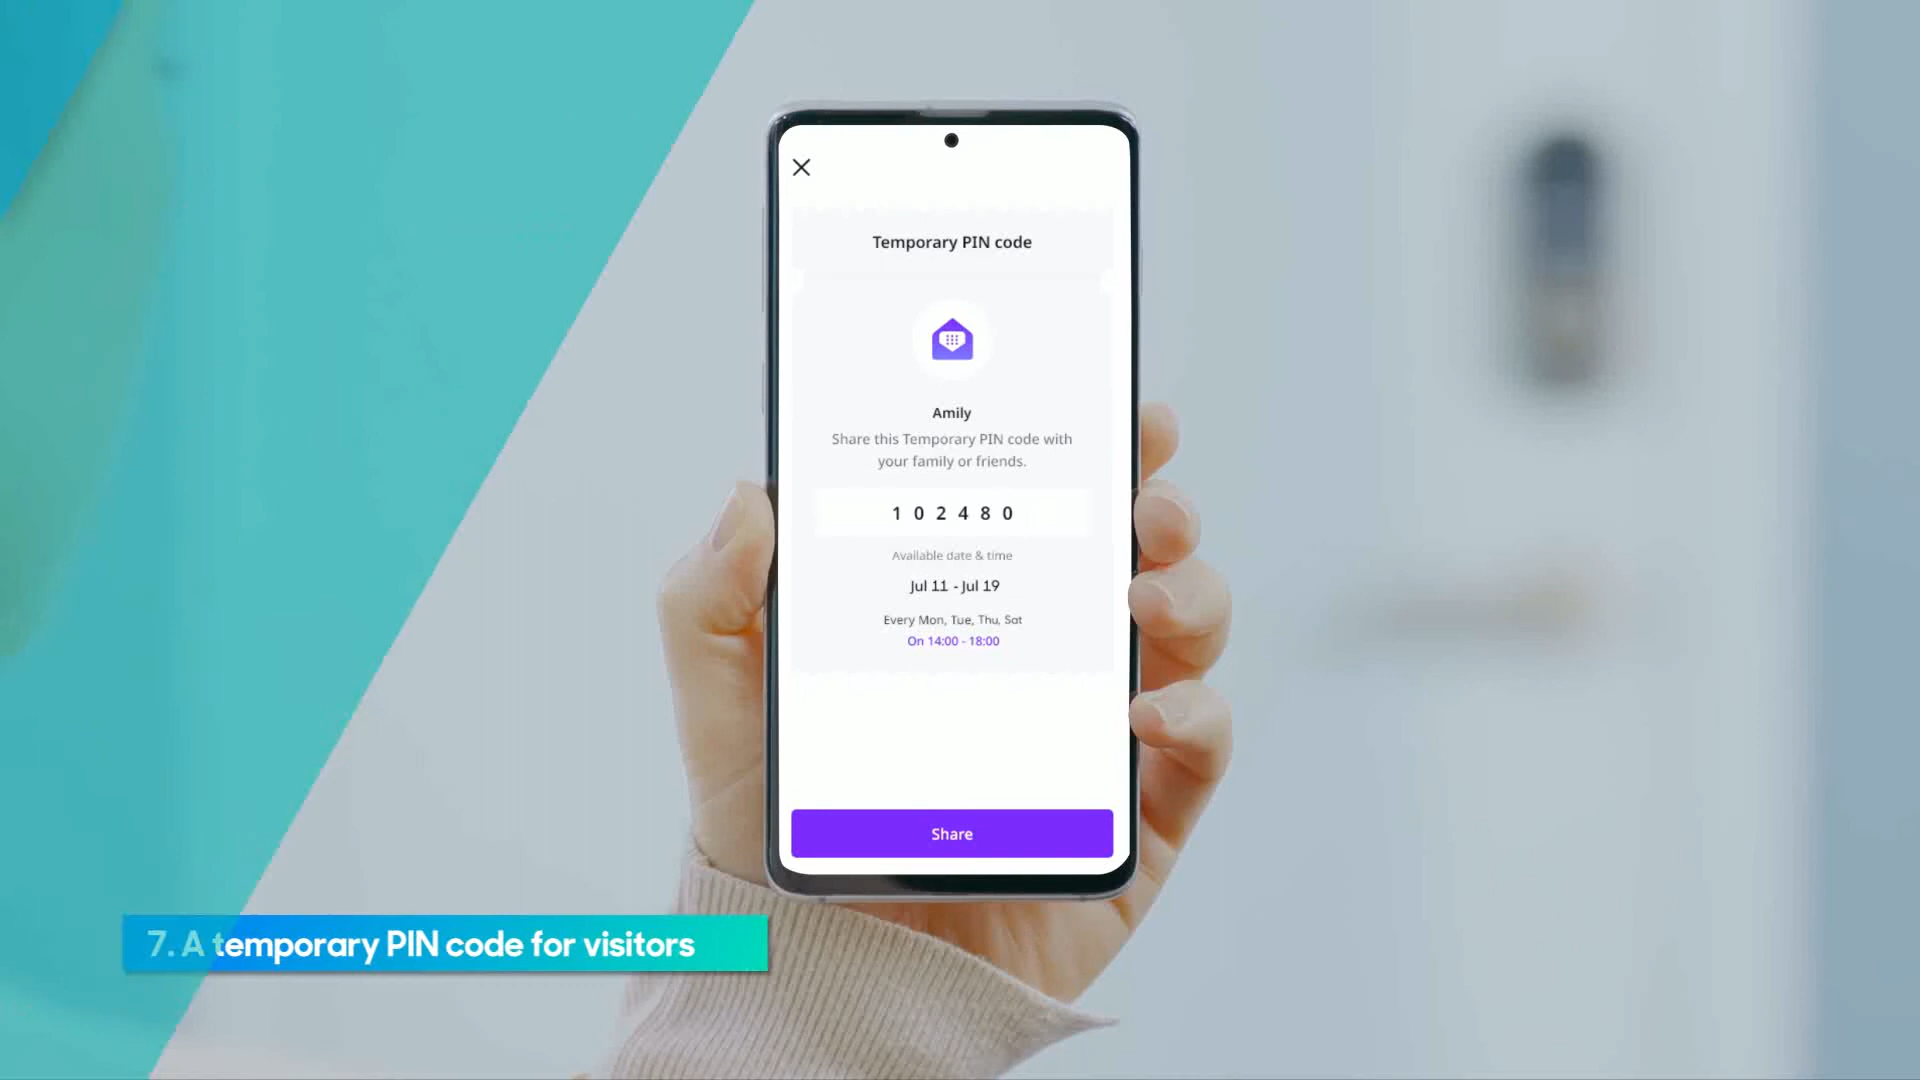 Temporary PIN code
Amily
Share this Temporary PIN code with
your family or friends.
1 0 2 4 8 0
Available date & time
Jul 11 - Jul 19
Every Mon, Tue, Thu, Sat
On 14:00 - 18:00
Share
7. A temporary PIN code for visitors